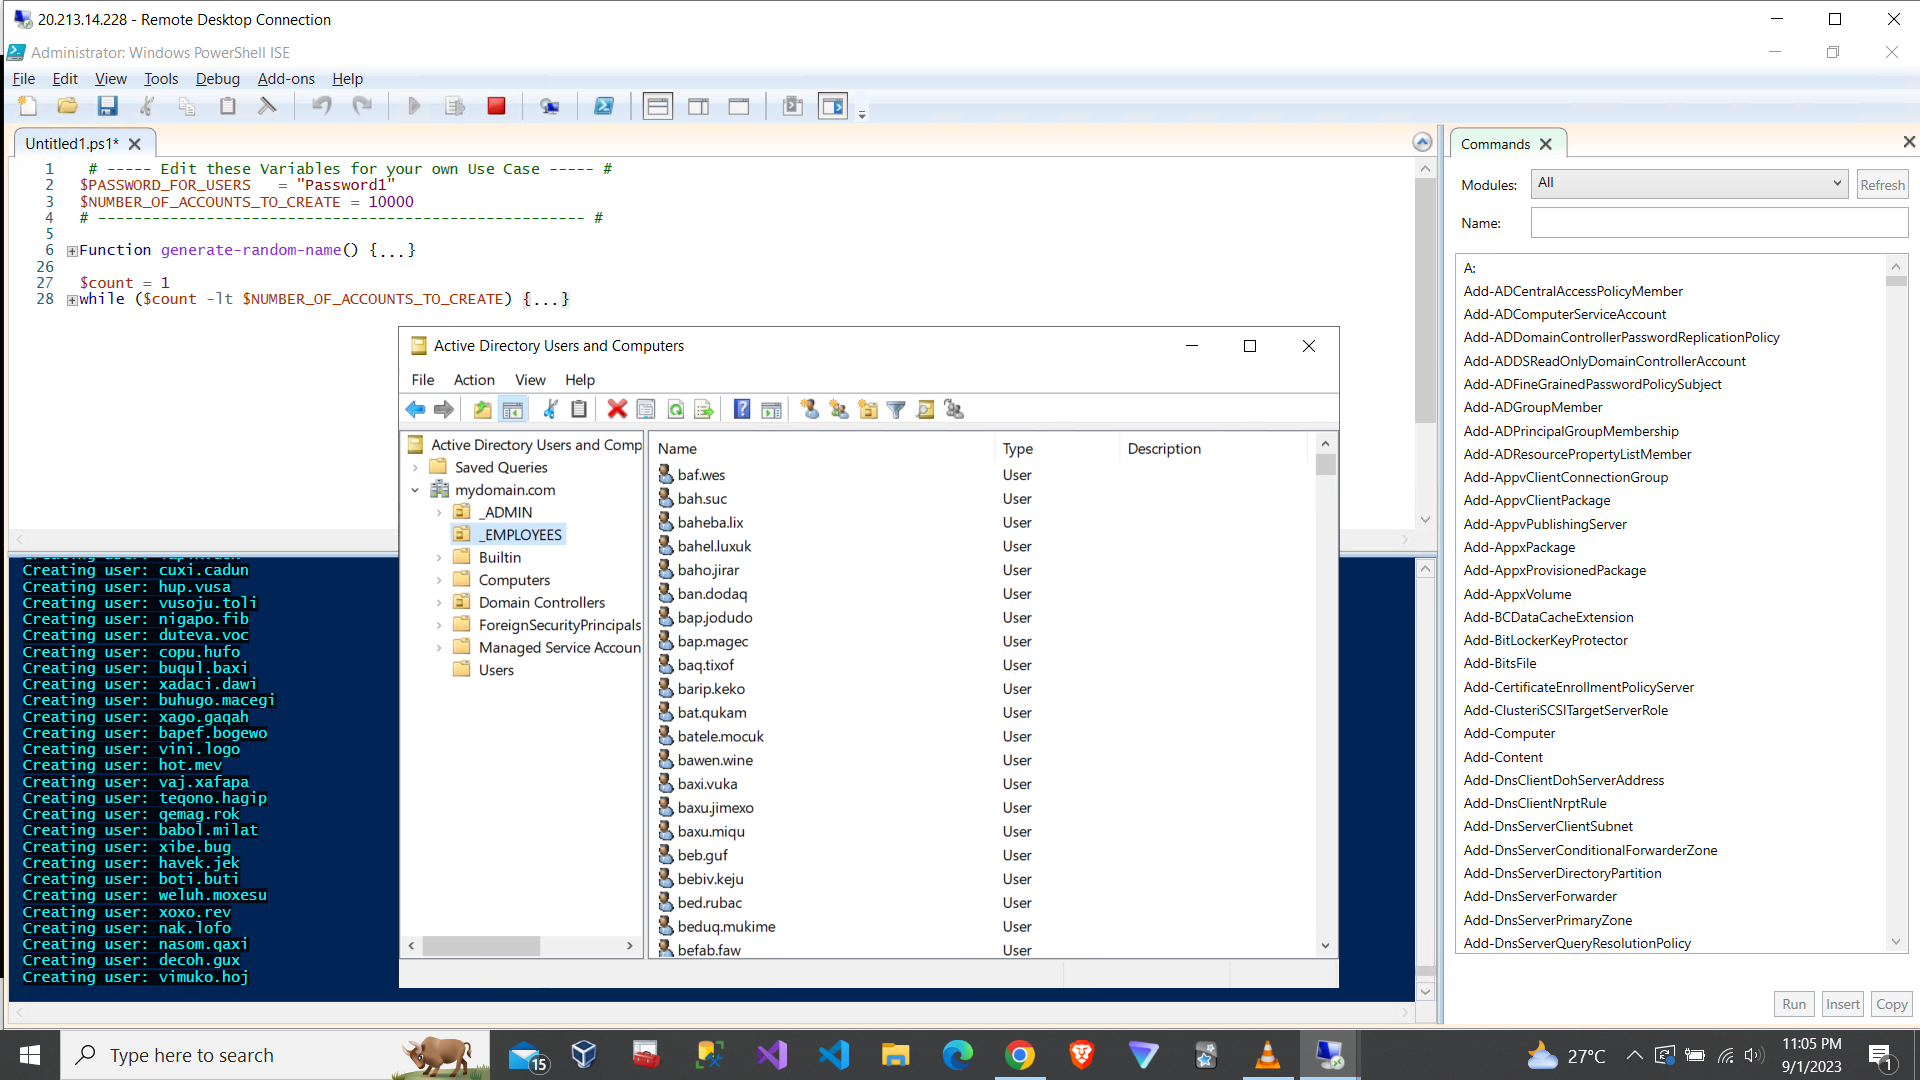 20.213.14.228 - Remote Desktop Connection
Administrator: Windows PowerShell ISE
File Edit View Tools Debug Add-ons Help
Untitled1.ps1*
1 # ----- Edit these Variables for your own Use Case ----- #
2 $PASSWORD_FOR_USERS = "Password1"
3 $NUMBER_OF_ACCOUNTS_TO_CREATE = 10000
4 # ------------------------------------------------------ #
5
6 Function generate-random-name() {...}
26
27 $count = 1
28 while ($count -lt $NUMBER_OF_ACCOUNTS_TO_CREATE) {...}
Creating user: cuxi.cadun
Creating user: hup.vusa
Creating user: vusoju.toli
Creating user: nigapo.fib
Creating user: duteva.voc
Creating user: copu.hufo
Creating user: buqul.baxi
Creating user: xadaci.dawi
Creating user: buhugo.macegi
Creating user: xago.gaqah
Creating user: bapef.bogewo
Creating user: vini.logo
Creating user: hot.mev
Creating user: vaj.xafapa
Creating user: teqono.hagip
Creating user: qemag.rok
Creating user: babol.milat
Creating user: xibe.bug
Creating user: havek.jek
Creating user: boti.buti
Creating user: weluh.moxesu
Creating user: xoxo.rev
Creating user: nak.lofo
Creating user: nasom.qaxi
Creating user: decoh.gux
Creating user: vimuko.hoj
Active Directory Users and Computers
File Action View Help
Active Directory Users and Comp
Saved Queries
mydomain.com
_ADMIN
_EMPLOYEES
Builtin
Computers
Domain Controllers
ForeignSecurityPrincipals
Managed Service Accoun
Users
Name Type Description
baf.wes User
bah.suc User
baheba.lix User
bahel.luxuk User
baho.jirar User
ban.dodaq User
bap.jodudo User
bap.magec User
baq.tixof User
barip.keko User
bat.qukam User
batele.mocuk User
bawen.wine User
baxi.vuka User
baxu.jimexo User
baxu.miqu User
beb.guf User
bebiv.keju User
bed.rubac User
beduq.mukime User
befab.faw User
Commands
Modules: All Refresh
Name:
A:
Add-ADCentralAccessPolicyMember
Add-ADComputerServiceAccount
Add-ADDomainControllerPasswordReplicationPolicy
Add-ADDSReadOnlyDomainControllerAccount
Add-ADFineGrainedPasswordPolicySubject
Add-ADGroupMember
Add-ADPrincipalGroupMembership
Add-ADResourcePropertyListMember
Add-AppvClientConnectionGroup
Add-AppvClientPackage
Add-AppvPublishingServer
Add-AppxPackage
Add-AppxProvisionedPackage
Add-AppxVolume
Add-BCDataCacheExtension
Add-BitLockerKeyProtector
Add-BitsFile
Add-CertificateEnrollmentPolicyServer
Add-ClusteriSCSITargetServerRole
Add-Computer
Add-Content
Add-DnsClientDohServerAddress
Add-DnsClientNrptRule
Add-DnsServerClientSubnet
Add-DnsServerConditionalForwarderZone
Add-DnsServerDirectoryPartition
Add-DnsServerForwarder
Add-DnsServerPrimaryZone
Add-DnsServerQueryResolutionPolicy
Run Insert Copy
Type here to search
15
27°C
11:05 PM
9/1/2023
1